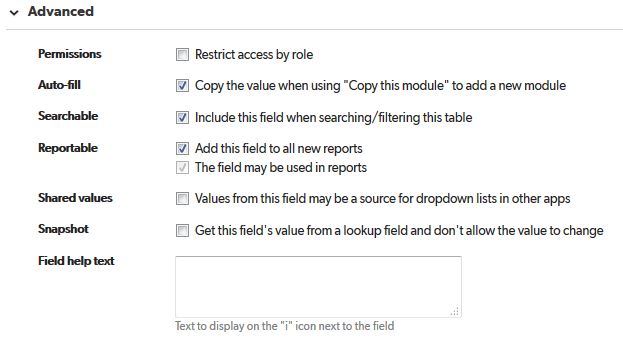 Advanced
Permissions Restrict access by role
Auto-fill Copy the value when using "Copy this module" to add a new module
Searchable Include this field when searching/filtering this table
Reportable Add this field to all new reports
The field may be used in reports
Shared values Values from this field may be a source for dropdown lists in other apps
Snapshot Get this field's value from a lookup field and don't allow the value to change
Field help text
Text to display on the "i" icon next to the field